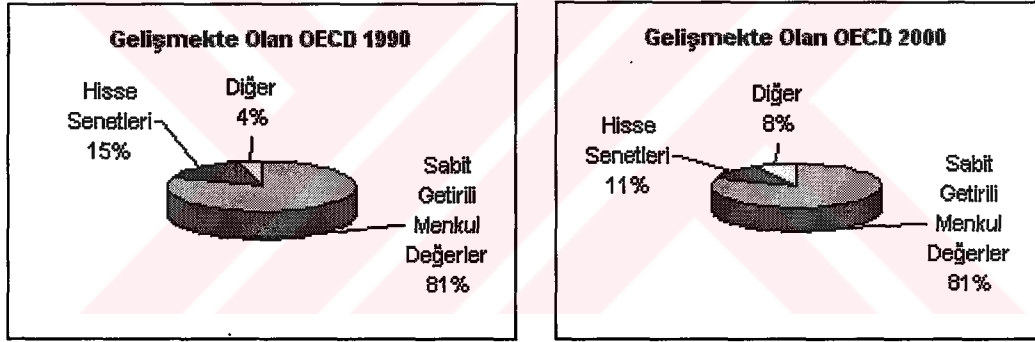 Gelişmekte Olan OECD 1990
Hisse
Senetleri
15%
Diğer
4%
Sabit
Getirili
Menkul
Değerler
81%
Gelişmekte Olan OECD 2000
Hisse
Senetleri
11%
Diğer
8%
Sabit
Getirili
Menkul
Değerler
81%